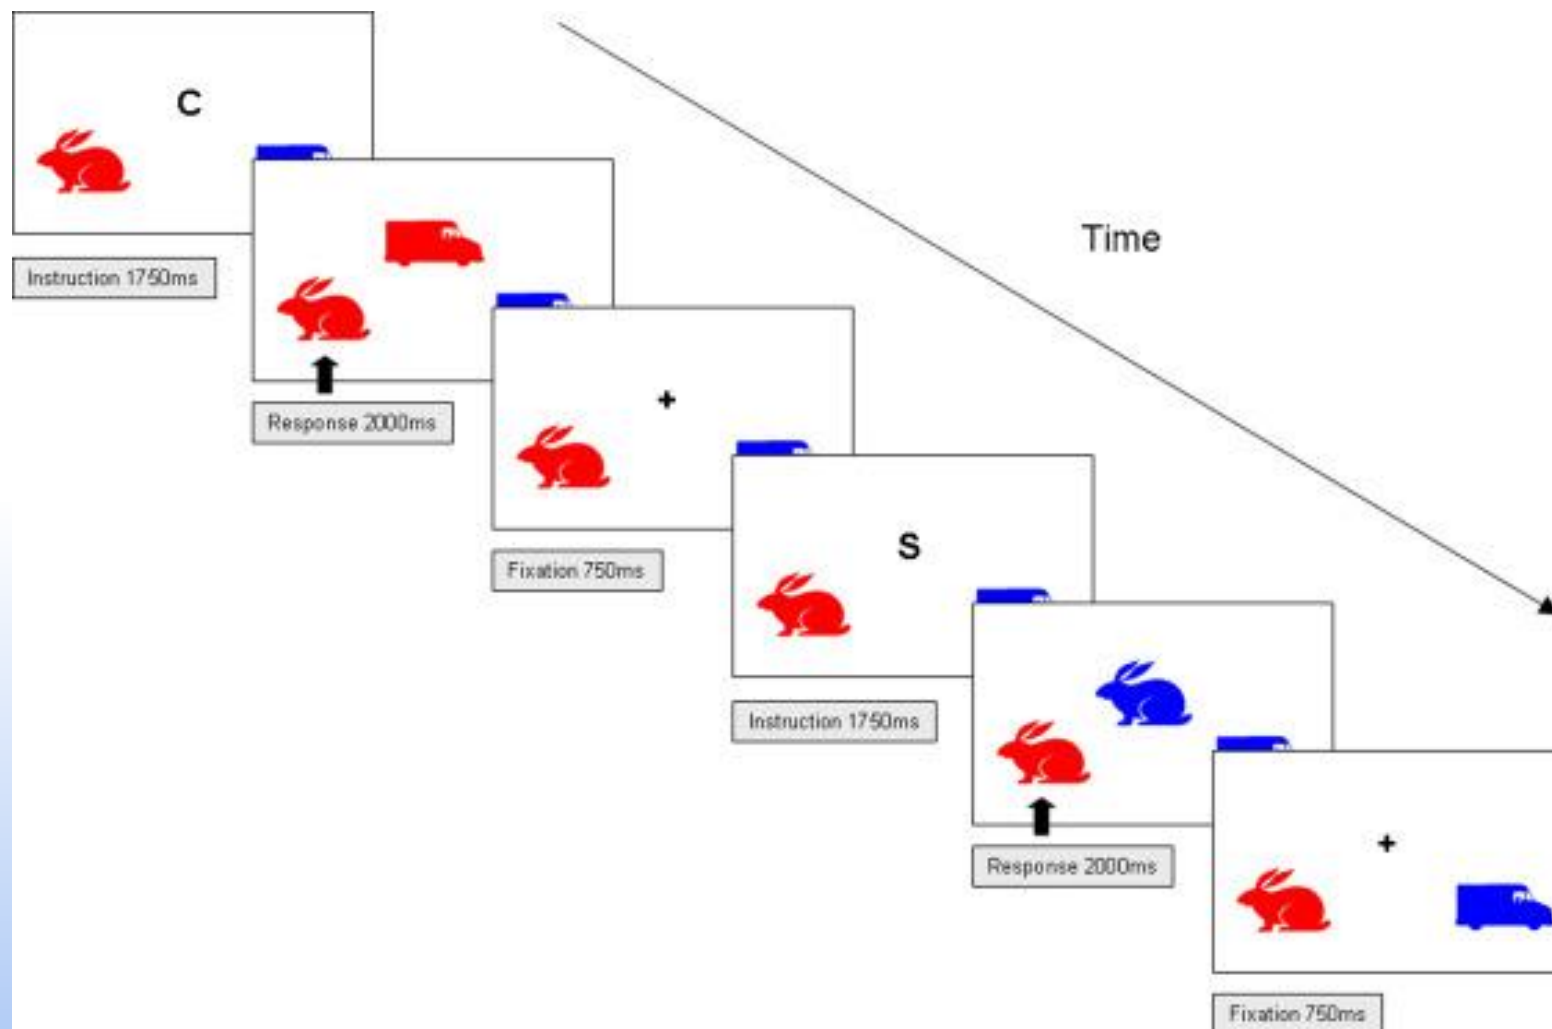 C
Instruction 1750ms
Time
Response 2000ms
+
Fixation 750ms
S
Instruction 1750ms
Response 2000ms
+
Fixation 750ms